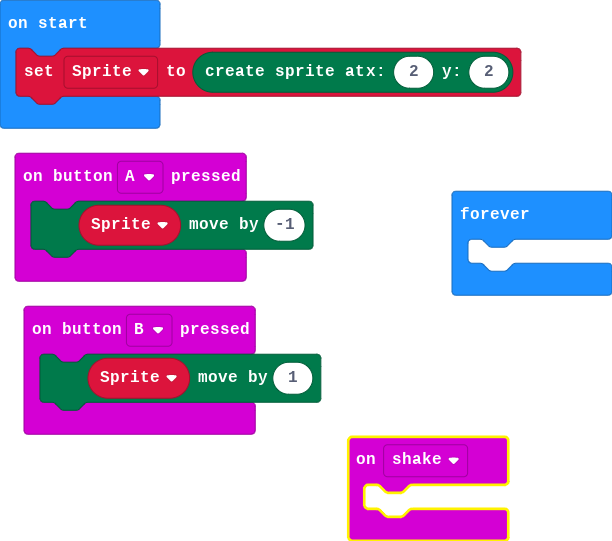 on start
set Sprite to create sprite atx: 2 y: 2
on button A pressed
Sprite move by -1
forever
on button B pressed
Sprite move by 1
on shake